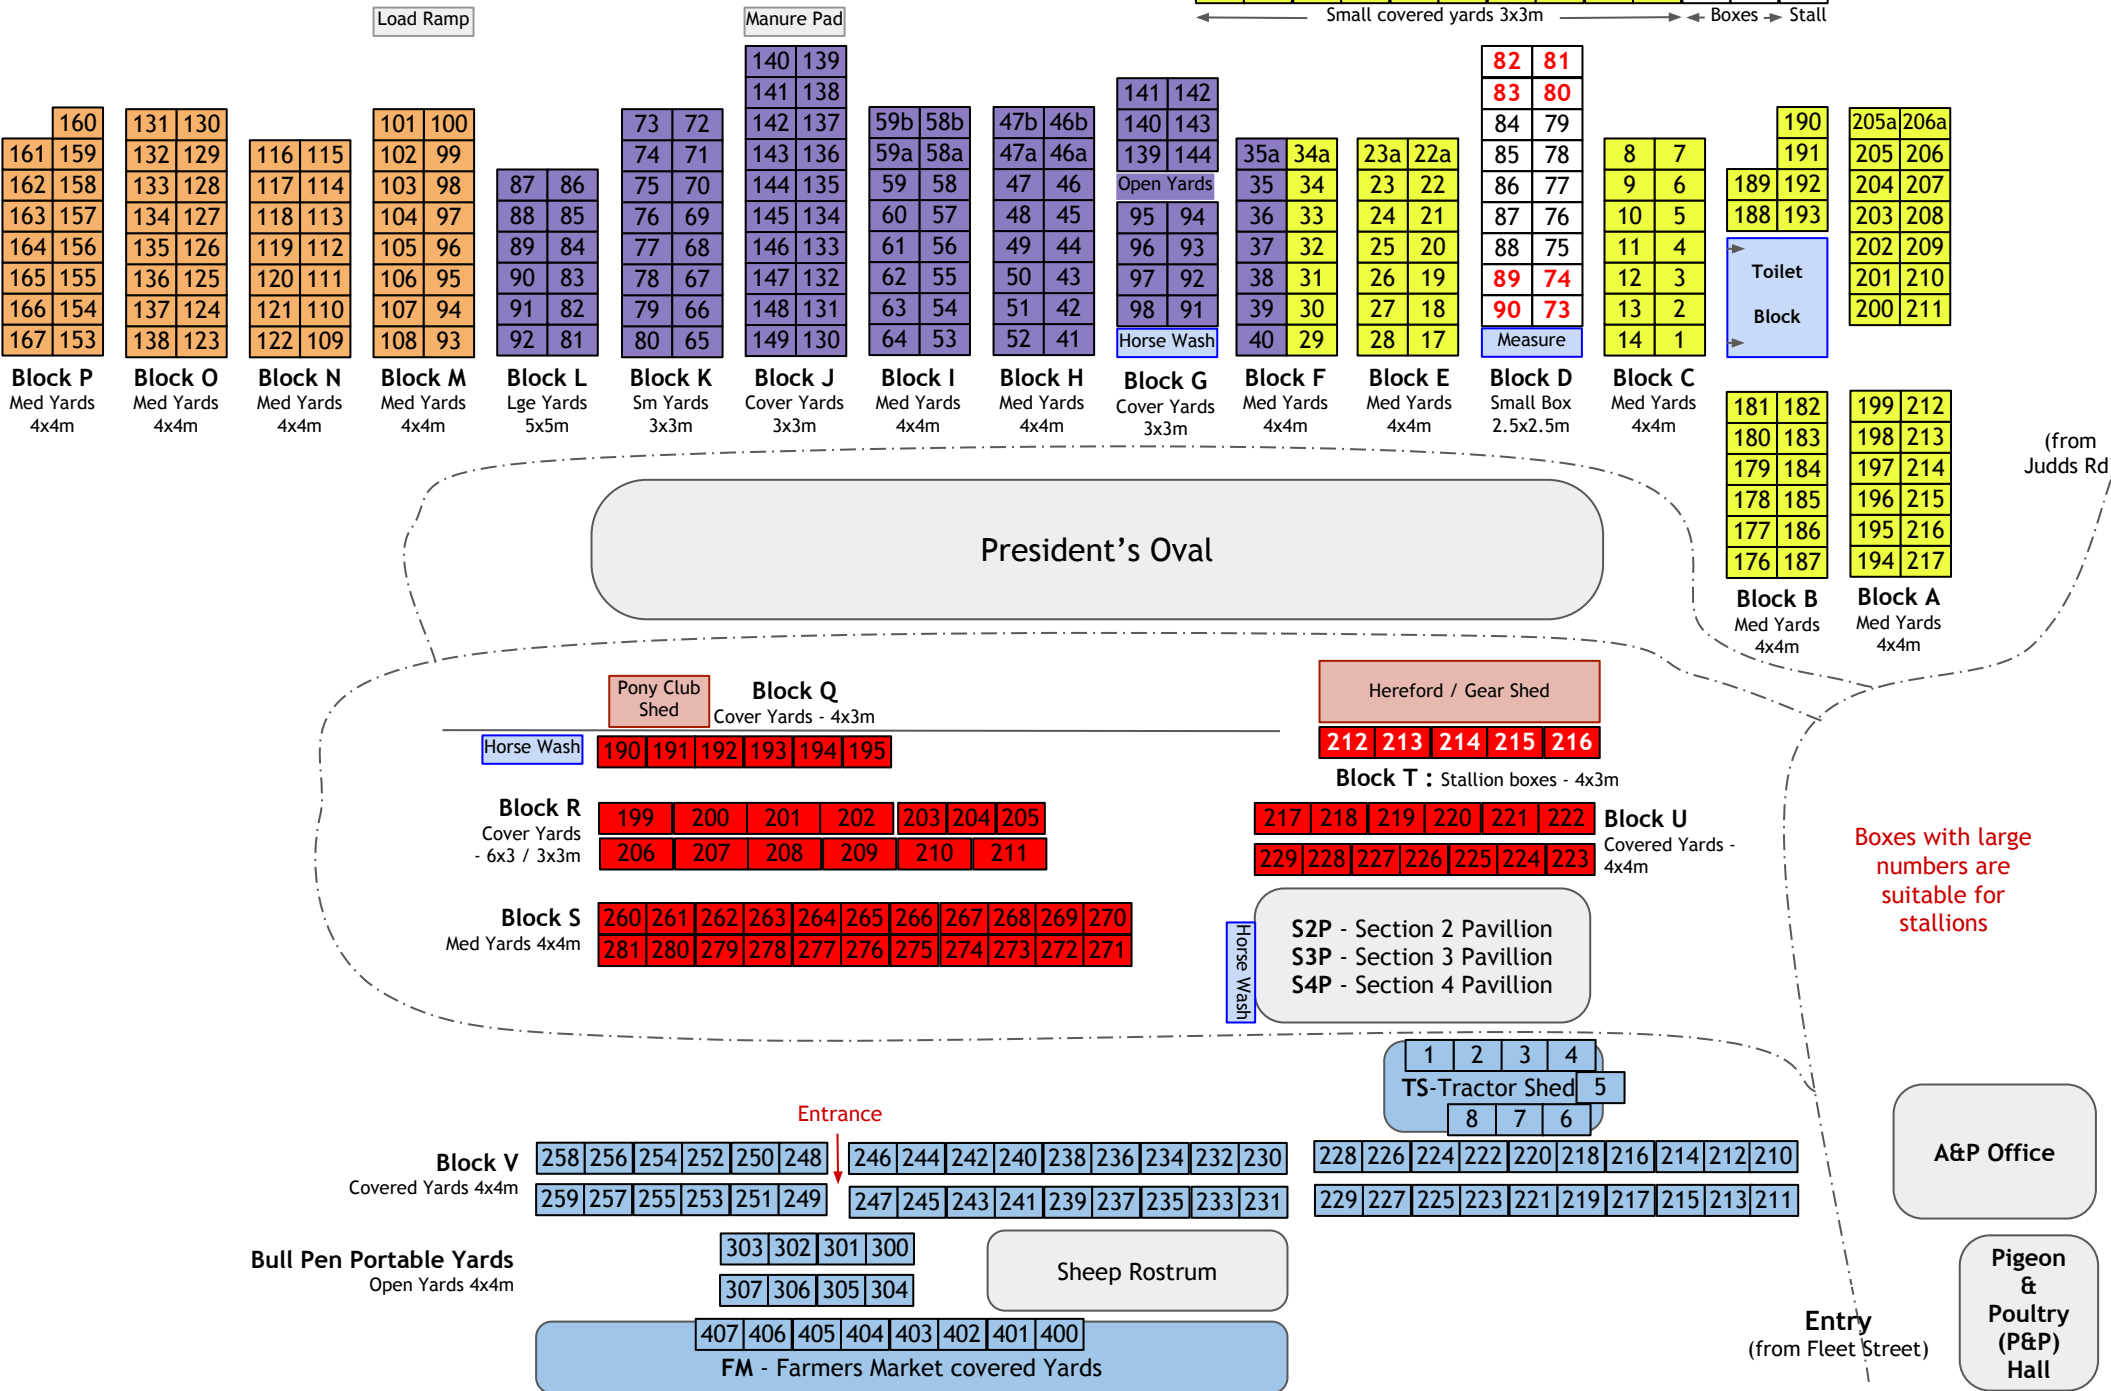 Load Ramp
Manure Pad
Small covered yards 3x3m
Boxes
Stall
160
161 159
162 158
163 157
164 156
165 155
166 154
167 153
Block P
Med Yards
4x4m
131 130
132 129
133 128
134 127
135 126
136 125
137 124
138 123
Block O
Med Yards
4x4m
116 115
117 114
118 113
119 112
120 111
121 110
122 109
Block N
Med Yards
4x4m
101 100
102 99
103 98
104 97
105 96
106 95
107 94
108 93
Block M
Med Yards
4x4m
87 86
88 85
89 84
90 83
91 82
92 81
Block L
Lge Yards
5x5m
73 72
74 71
75 70
76 69
77 68
78 67
79 66
80 65
Block K
Sm Yards
3x3m
140 139
141 138
142 137
143 136
144 135
145 134
146 133
147 132
148 131
149 130
Block J
Cover Yards
3x3m
59b 58b
59a 58a
59 58
60 57
61 56
62 55
63 54
64 53
Block I
Med Yards
4x4m
47b 46b
47a 46a
47 46
48 45
49 44
50 43
51 42
52 41
Block H
Med Yards
4x4m
141 142
140 143
139 144
Open Yards
95 94
96 93
97 92
98 91
Horse Wash
Block G
Cover Yards
3x3m
35a 34a
35 34
36 33
37 32
38 31
39 30
40 29
Block F
Med Yards
4x4m
23a 22a
23 22
24 21
25 20
26 19
27 18
28 17
Block E
Med Yards
4x4m
82 81
83 80
84 79
85 78
86 77
87 76
88 75
89 74
90 73
Measure
Block D
Small Box
2.5x2.5m
8 7
9 6
10 5
11 4
12 3
13 2
14 1
Block C
Med Yards
4x4m
190
191
189 192
188 193
Toilet
Block
181 182
180 183
179 184
178 185
177 186
176 187
Block B
Med Yards
4x4m
205a 206a
205 206
204 207
203 208
202 209
201 210
200 211
199 212
198 213
197 214
196 215
195 216
194 217
Block A
Med Yards
4x4m
(from
Judds Rd)
President's Oval
Pony Club
Shed
Block Q
Cover Yards - 4x3m
Horse Wash
190 191 192 193 194 195
Hereford / Gear Shed
212 213 214 215 216
Block T : Stallion boxes - 4x3m
Block R
Cover Yards
- 6x3 / 3x3m
199 200 201 202 203 204 205
206 207 208 209 210 211
217 218 219 220 221 222
229 228 227 226 225 224 223
Block U
Covered Yards -
4x4m
Boxes with large
numbers are
suitable for
stallions
Block S
Med Yards 4x4m
260 261 262 263 264 265 266 267 268 269 270
281 280 279 278 277 276 275 274 273 272 271
Horse Wash
S2P - Section 2 Pavillion
S3P - Section 3 Pavillion
S4P - Section 4 Pavillion
1 2 3 4
TS-Tractor Shed 5
8 7 6
Entrance
Block V
Covered Yards 4x4m
258 256 254 252 250 248 246 244 242 240 238 236 234 232 230 228 226 224 222 220 218 216 214 212 210
259 257 255 253 251 249 247 245 243 241 239 237 235 233 231 229 227 225 223 221 219 217 215 213 211
A&P Office
Bull Pen Portable Yards
Open Yards 4x4m
303 302 301 300
307 306 305 304
Sheep Rostrum
407 406 405 404 403 402 401 400
FM - Farmers Market covered Yards
Entry
(from Fleet Street)
Pigeon
&
Poultry
(P&P)
Hall